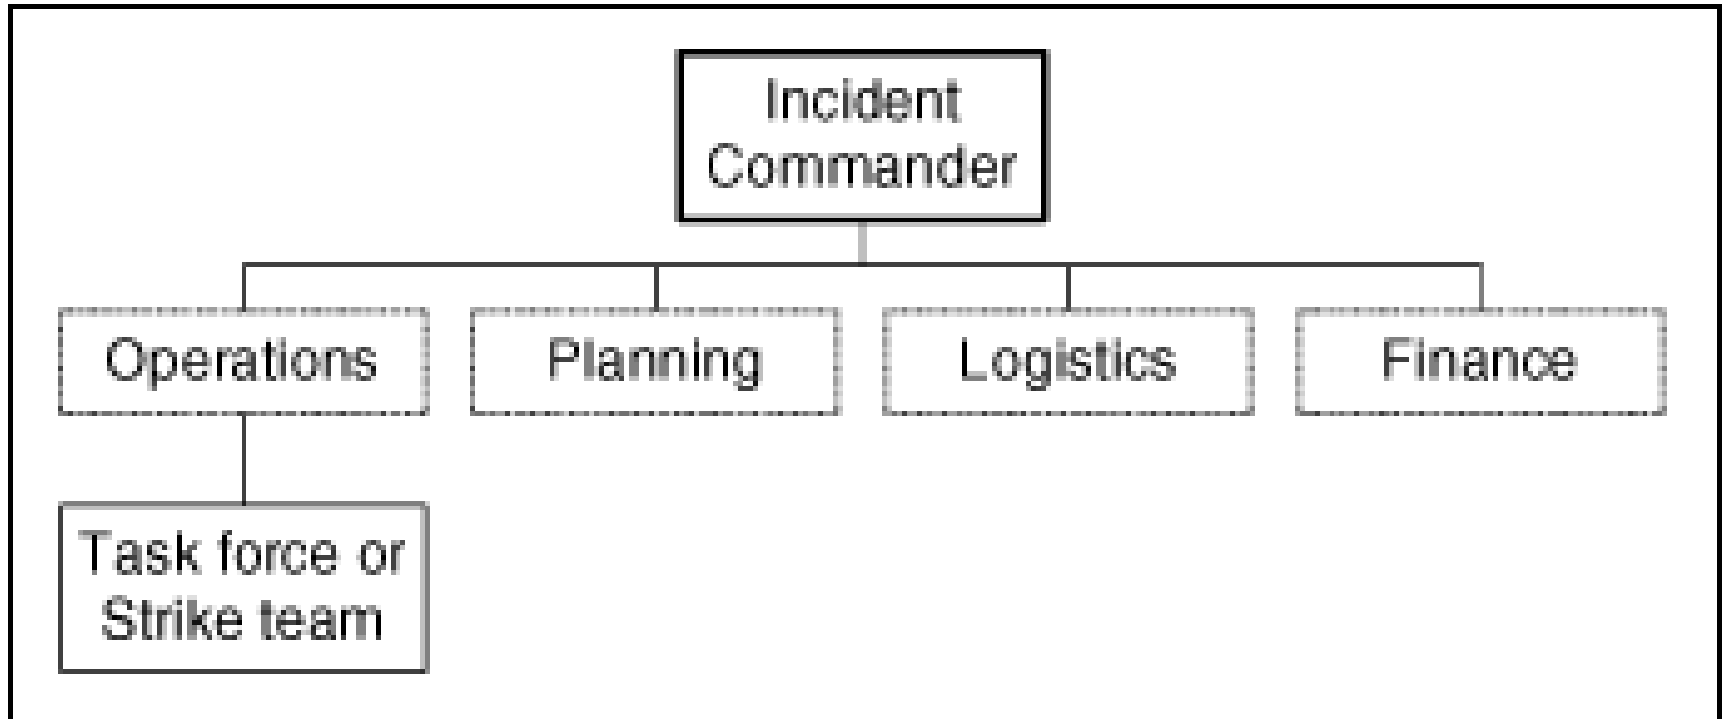 Incident
Commander
Operations
Planning
Logistics
Finance
Task force or
Strike team